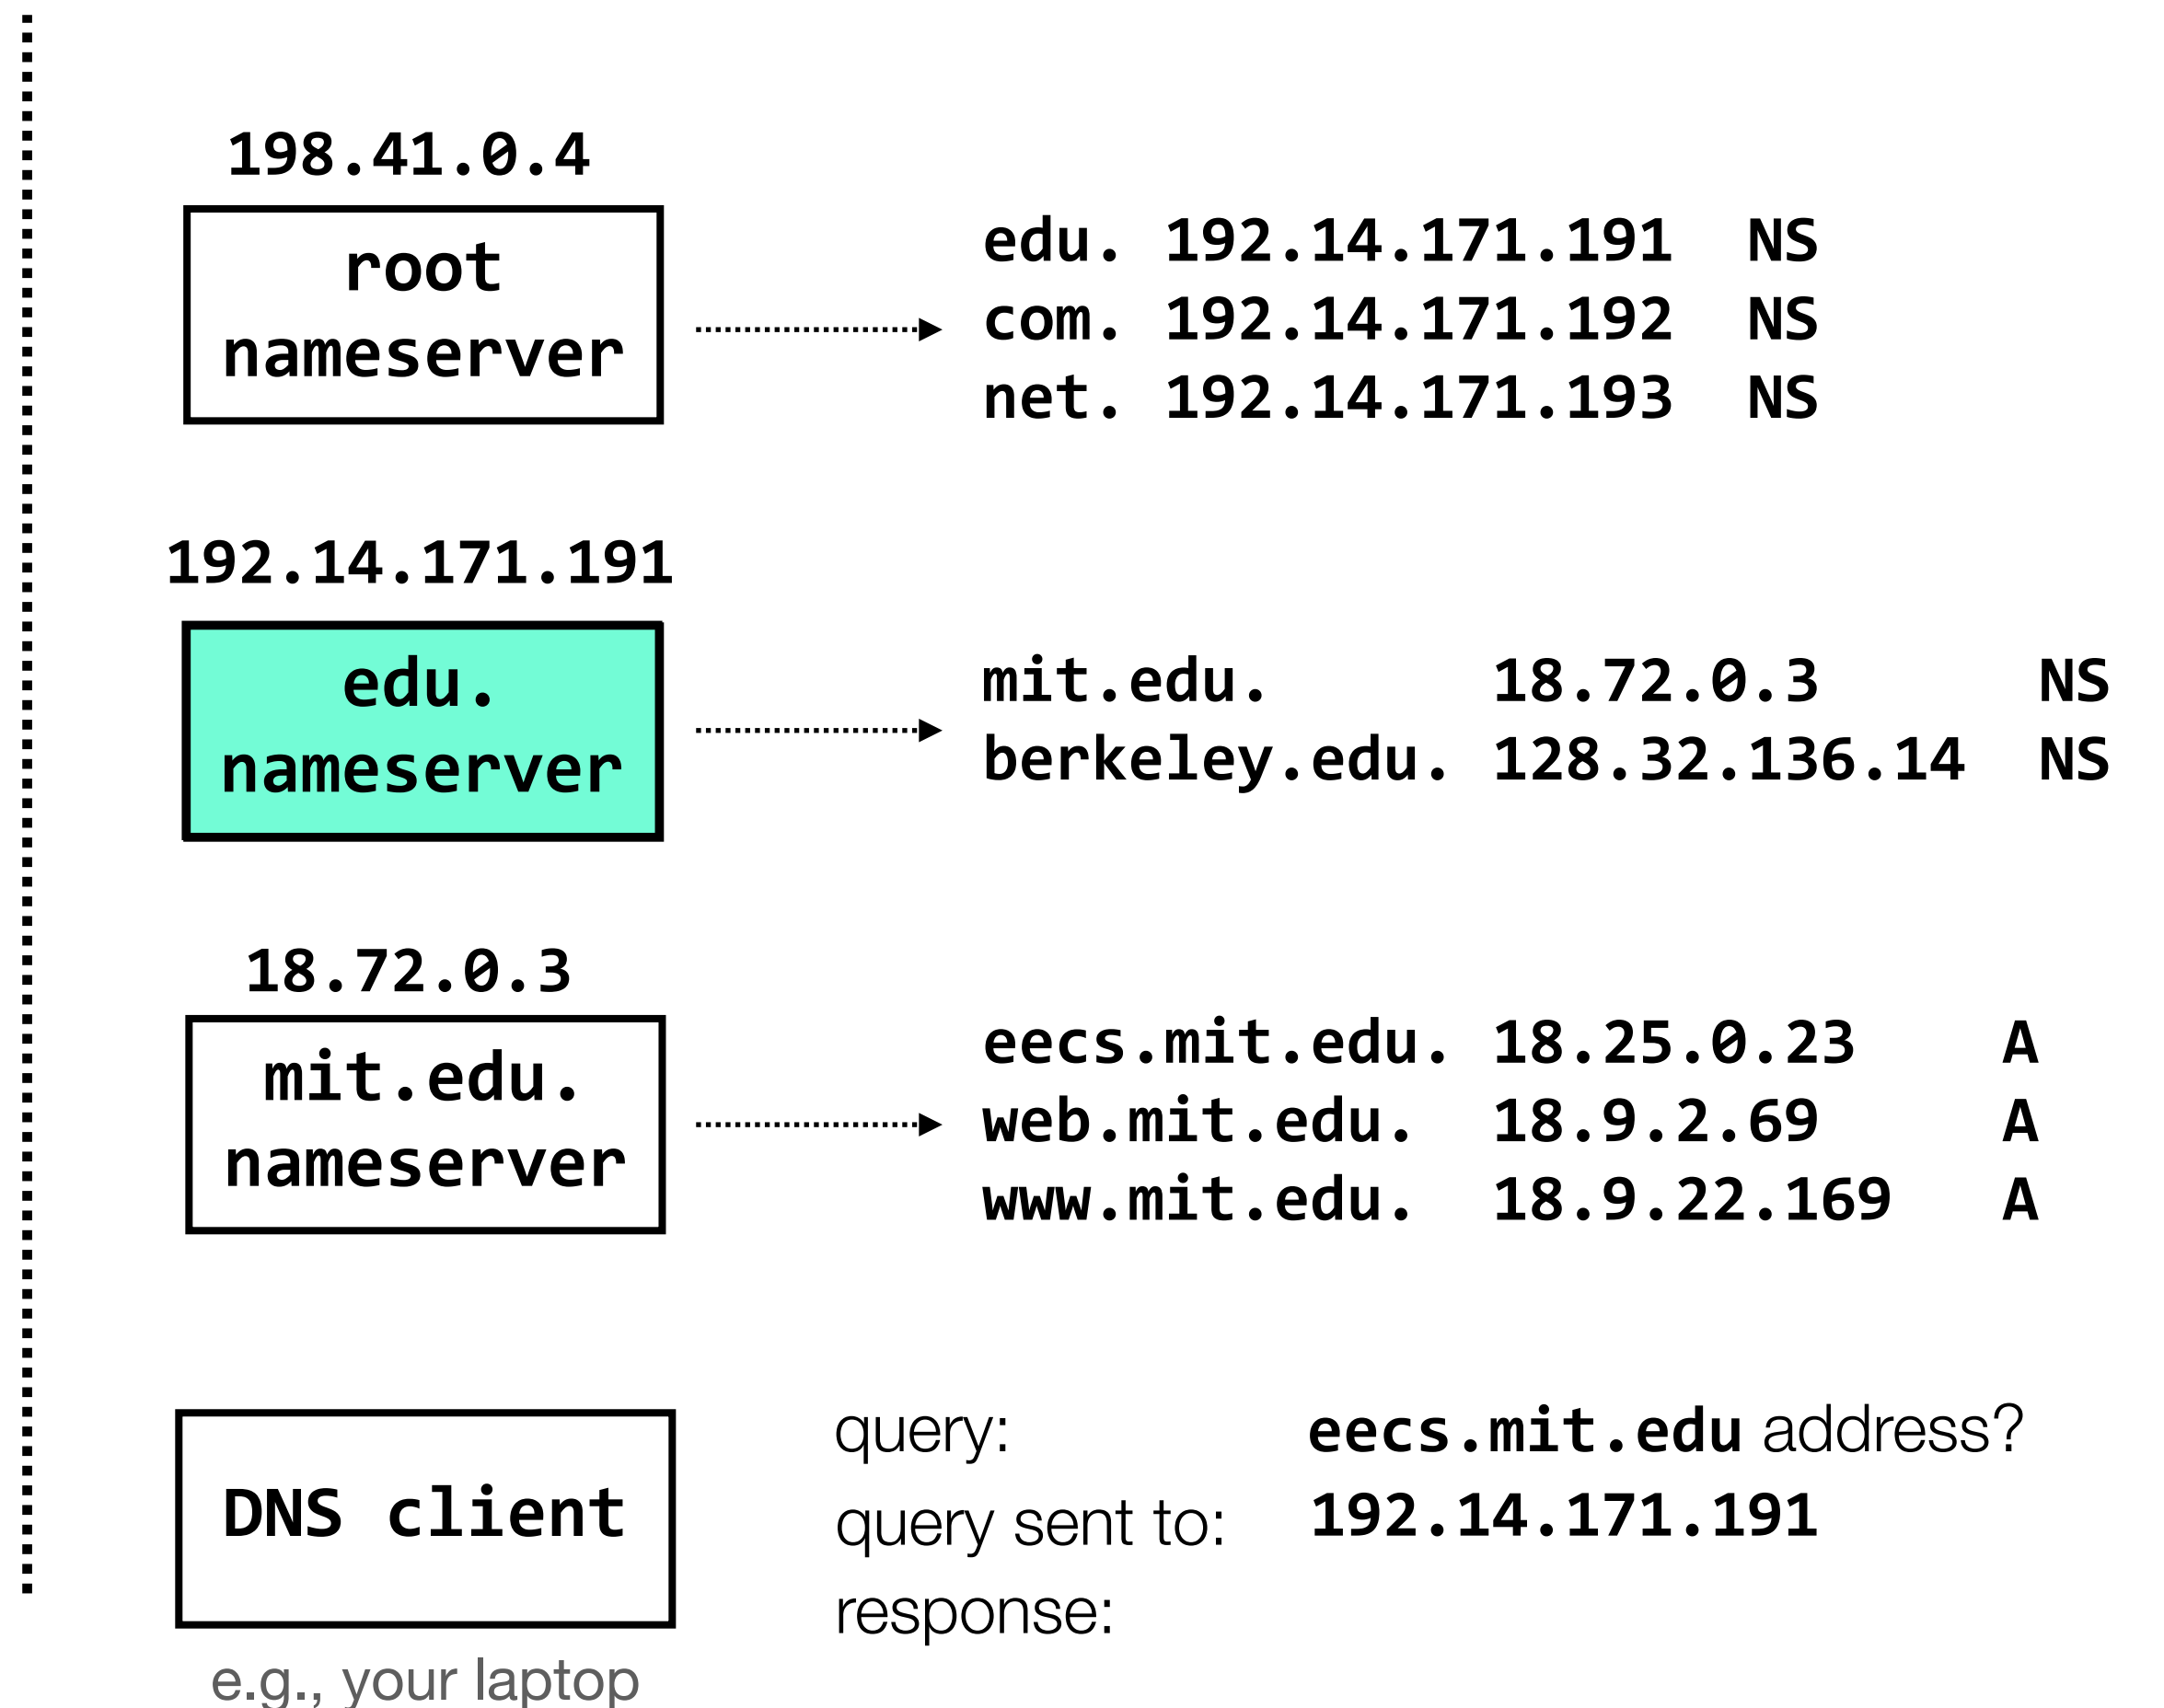 198.41.0.4
root
nameserver
edu. 192.14.171.191 NS
com. 192.14.171.192 NS
net. 192.14.171.193 NS
192.14.171.191
edu.
nameserver
mit.edu. 18.72.0.3 NS
berkeley.edu. 128.32.136.14 NS
18.72.0.3
mit.edu.
nameserver
eecs.mit.edu. 18.25.0.23 A
web.mit.edu. 18.9.2.69 A
www.mit.edu. 18.9.22.169 A
DNS client
e.g., your laptop
query: eecs.mit.edu address?
query sent to: 192.14.171.191
response: